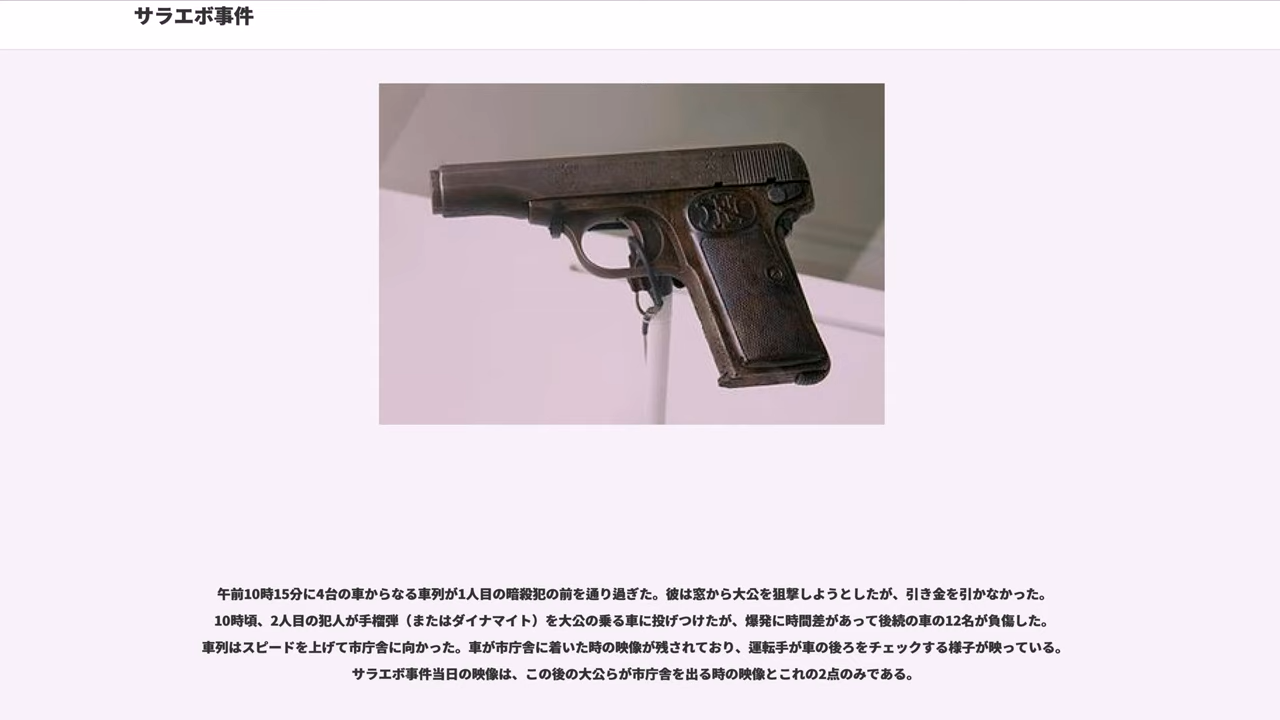 サラエボ事件
午前10時15分に4台の車からなる車列が1人目の暗殺犯の前を通り過ぎた。彼は窓から大公を狙撃しようとしたが、引き金を引かなかった。
10時頃、2人目の犯人が手榴弾（またはダイナマイト）を大公の乗る車に投げつけたが、爆発に時間差があって後続の車の12名が負傷した。
車列はスピードを上げて市庁舎に向かった。車が市庁舎に着いた時の映像が残されており、運転手が車の後ろをチェックする様子が映っている。
サラエボ事件当日の映像は、この後の大公らが市庁舎を出る時の映像とこれの2点のみである。